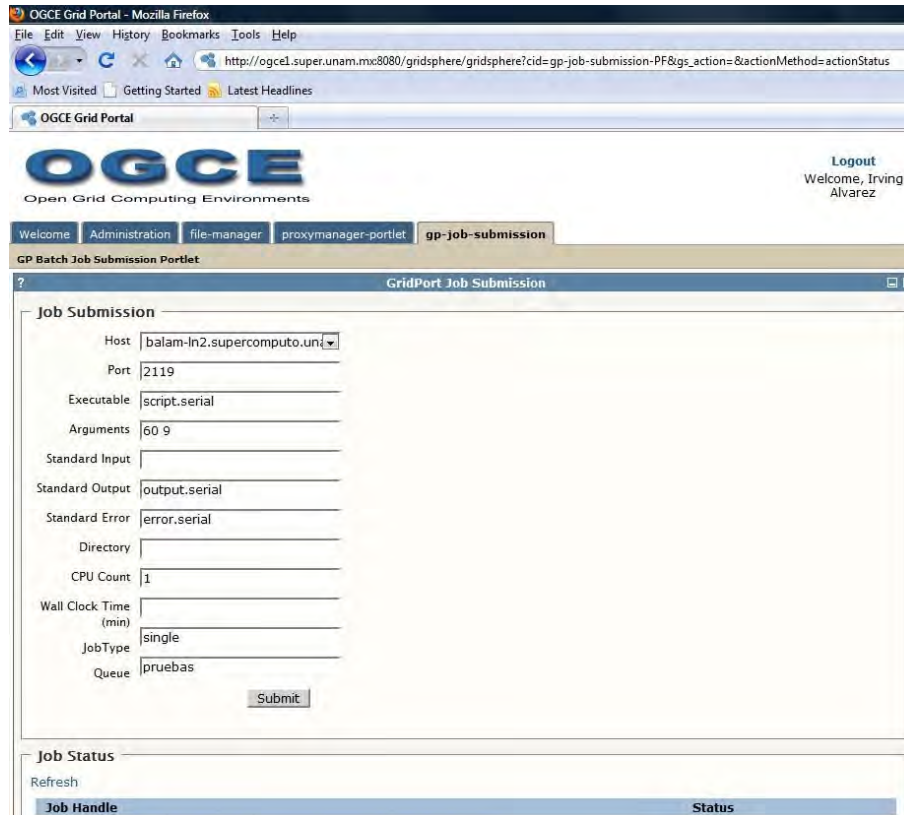 OGCE Grid Portal - Mozilla Firefox
File Edit View History Bookmarks Tools Help
http://ogce1.super.unam.mx:8080/gridsphere/gridsphere?cid=gp-job-submission-PF&gs_action=&actionMethod=actionStatus
Most Visited Getting Started Latest Headlines
OGCE Grid Portal
OGCE
Open Grid Computing Environments
Logout
Welcome, Irving
Alvarez
Welcome Administration file-manager proxymanager-portlet gp-job-submission
GP Batch Job Submission Portlet
? GridPort Job Submission
Job Submission
Host balam-ln2.supercomputo.una
Port 2119
Executable script.serial
Arguments 60 9
Standard Input
Standard Output output.serial
Standard Error error.serial
Directory
CPU Count 1
Wall Clock Time
(min)
JobType single
Queue pruebas
Submit
Job Status
Refresh
Job Handle Status